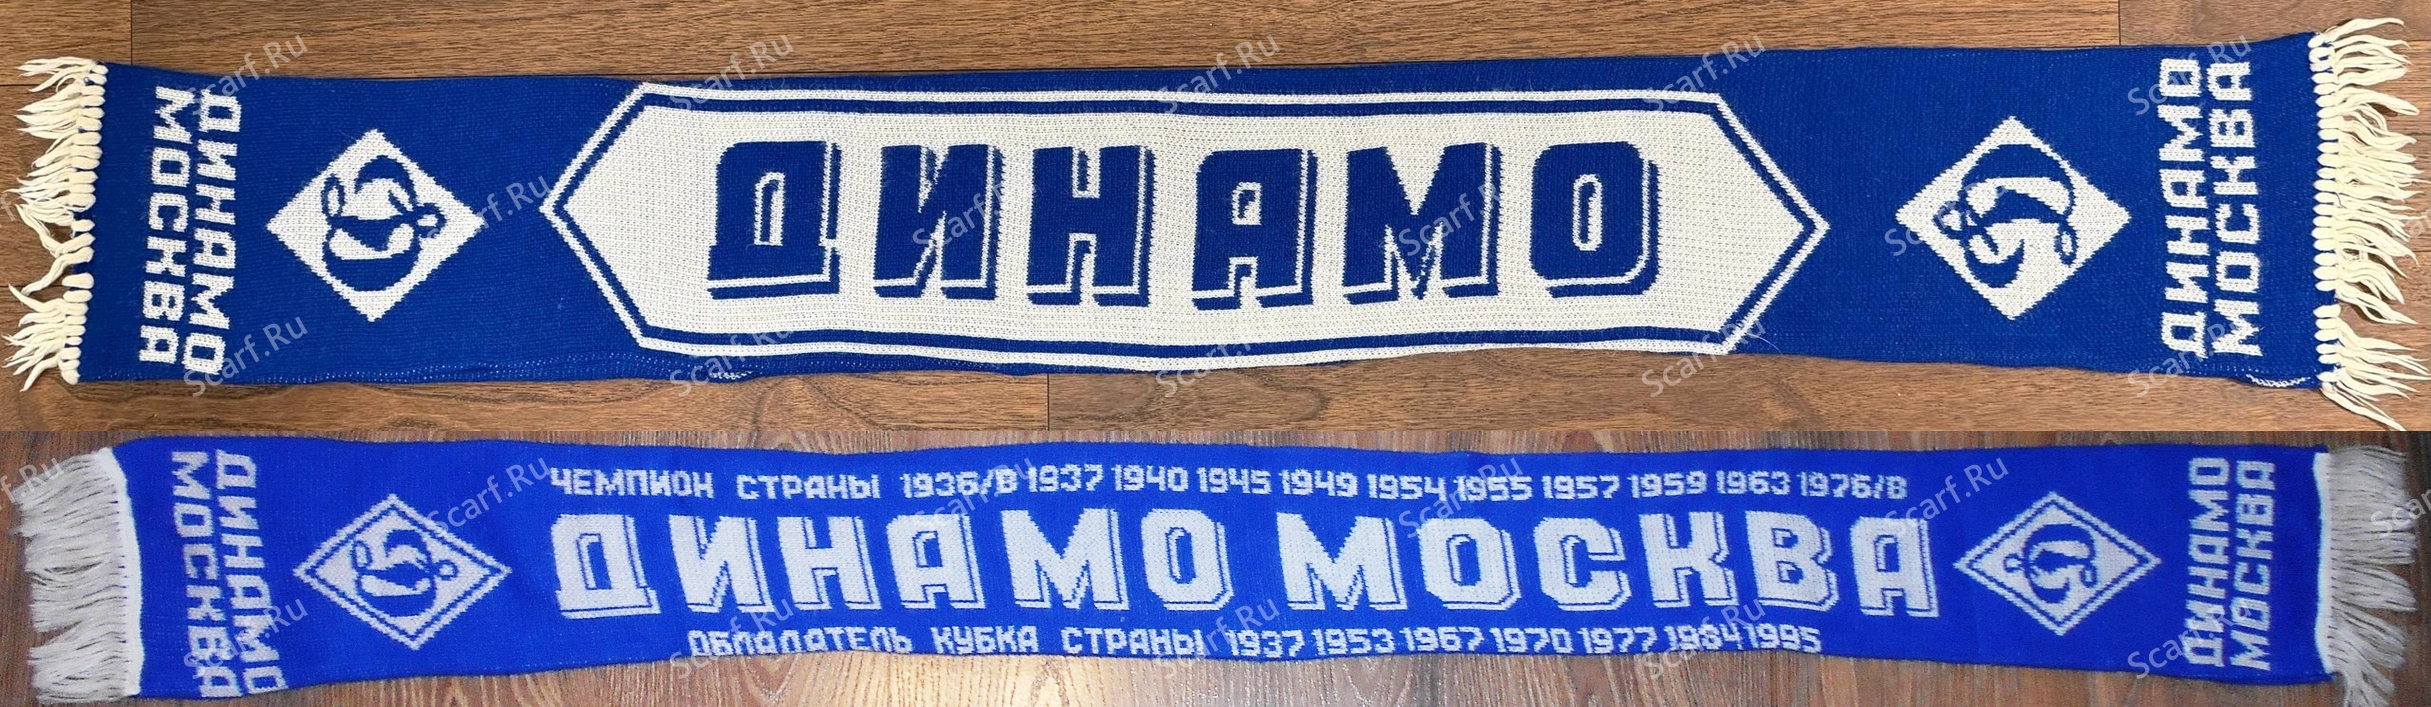 ДИНАМО
МОСКВА
ДИНАМО
ДИНАМО
МОСКВА
ДИНАМО
МОСКВА
ЧЕМПИОН СТРАНЫ 1936/В 1937 1940 1945 1949 1954 1955 1957 1959 1963 1976/В
ДИНАМО МОСКВА
ОБЛАДАТЕЛЬ КУБКА СТРАНЫ 1937 1953 1967 1970 1977 1984 1995
ДИНАМО
МОСКВА
Scarf.Ru